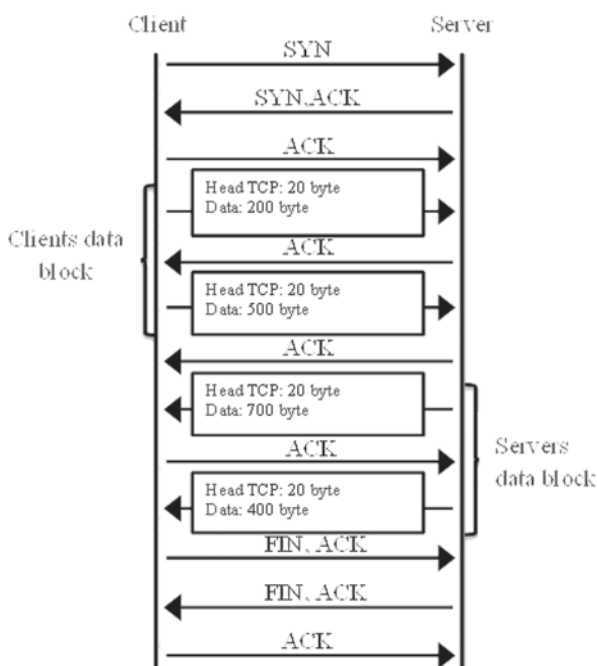 Client
Server
SYN
SYN,ACK
ACK
Head TCP: 20 byte
Data: 200 byte
Clients data
block
ACK
Head TCP: 20 byte
Data: 500 byte
ACK
Head TCP: 20 byte
Data: 700 byte
ACK
Servers
data block
Head TCP: 20 byte
Data: 400 byte
FIN, ACK
FIN, ACK
ACK